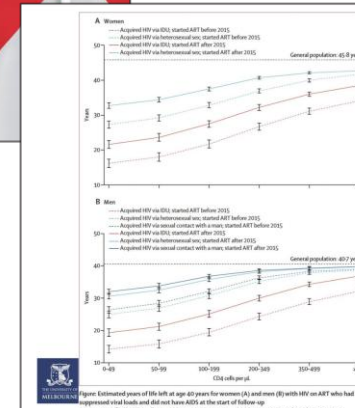 A Women
Acquired HIV via IDU; started ART before 2015
Acquired HIV via heterosexual sex; started ART before 2015
Acquired HIV via IDU; started ART after 2015
Acquired HIV via heterosexual sex; started ART after 2015
General population: 45·8 ye
50
40
30
20
10
Years
B Men
Acquired HIV via IDU; started ART before 2015
Acquired HIV via heterosexual sex; started ART before 2015
Acquired HIV via sexual contact with a man; started ART before 2015
Acquired HIV via IDU; started ART after 2015
Acquired HIV via heterosexual sex; started ART after 2015
Acquired HIV via sexual contact with a man; started ART after 2015
General population: 40·7 ye
50
40
30
20
10
Years
0-49
50-99
100-199
200-349
350-499
CD4 cells per µL
THE UNIVERSITY OF
MELBOURNE
Figure: Estimated years of life left at age 40 years for women (A) and men (B) with HIV on ART who had
suppressed viral loads and did not have AIDS at the start of follow-up